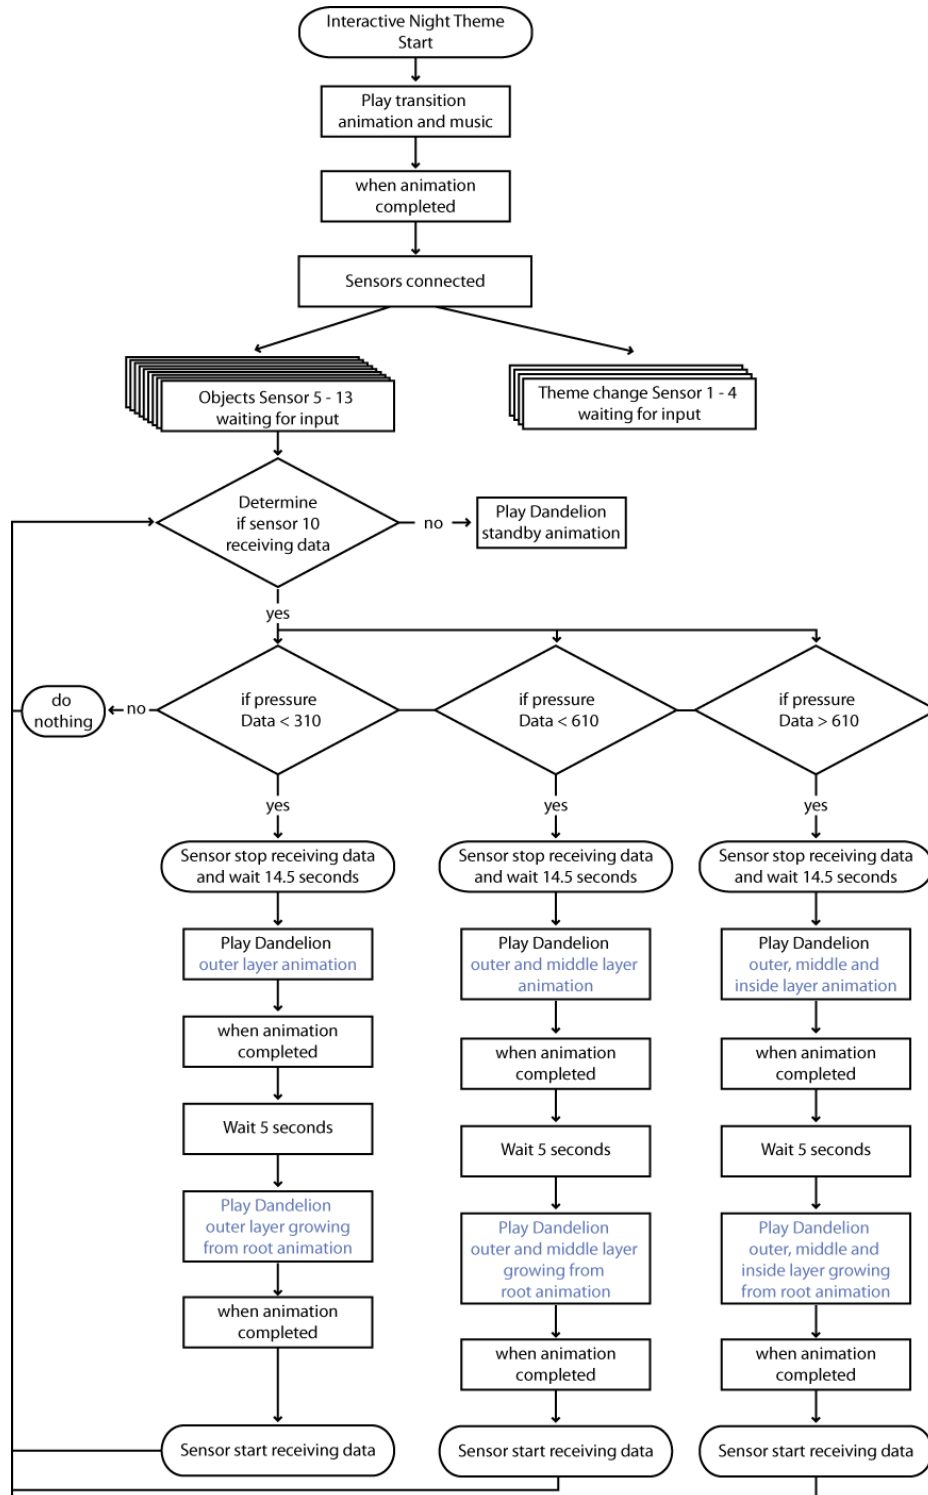 Interactive Night Theme
Start
Play transition
animation and music
when animation
completed
Sensors connected
Objects Sensor 5 - 13
waiting for input
Theme change Sensor 1 - 4
waiting for input
Determine
if sensor 10
receiving data
no
Play Dandelion
standby animation
yes
do
nothing
no
if pressure
Data < 310
if pressure
Data < 610
if pressure
Data > 610
yes
yes
yes
Sensor stop receiving data
and wait 14.5 seconds
Sensor stop receiving data
and wait 14.5 seconds
Sensor stop receiving data
and wait 14.5 seconds
Play Dandelion
outer layer animation
Play Dandelion
outer and middle layer
animation
Play Dandelion
outer, middle and
inside layer animation
when animation
completed
when animation
completed
when animation
completed
Wait 5 seconds
Wait 5 seconds
Wait 5 seconds
Play Dandelion
outer layer growing
from root animation
Play Dandelion
outer and middle layer
growing from
root animation
Play Dandelion
outer, middle and
inside layer growing
from root animation
when animation
completed
when animation
completed
when animation
completed
Sensor start receiving data
Sensor start receiving data
Sensor start receiving data